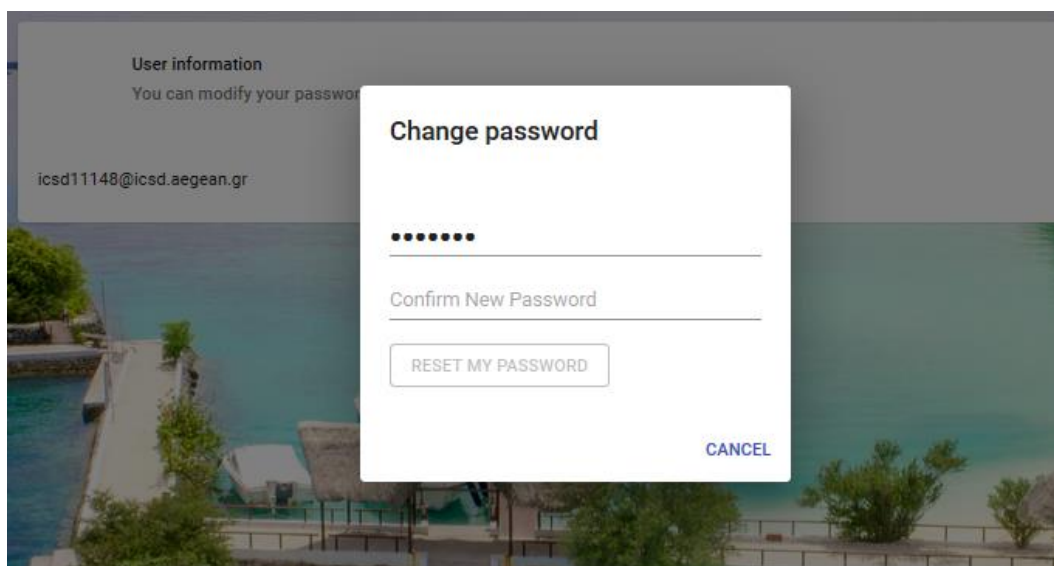 User information
You can modify your passwor
Change password
icsd11148@icsd.aegean.gr
•••••••
Confirm New Password
RESET MY PASSWORD
CANCEL